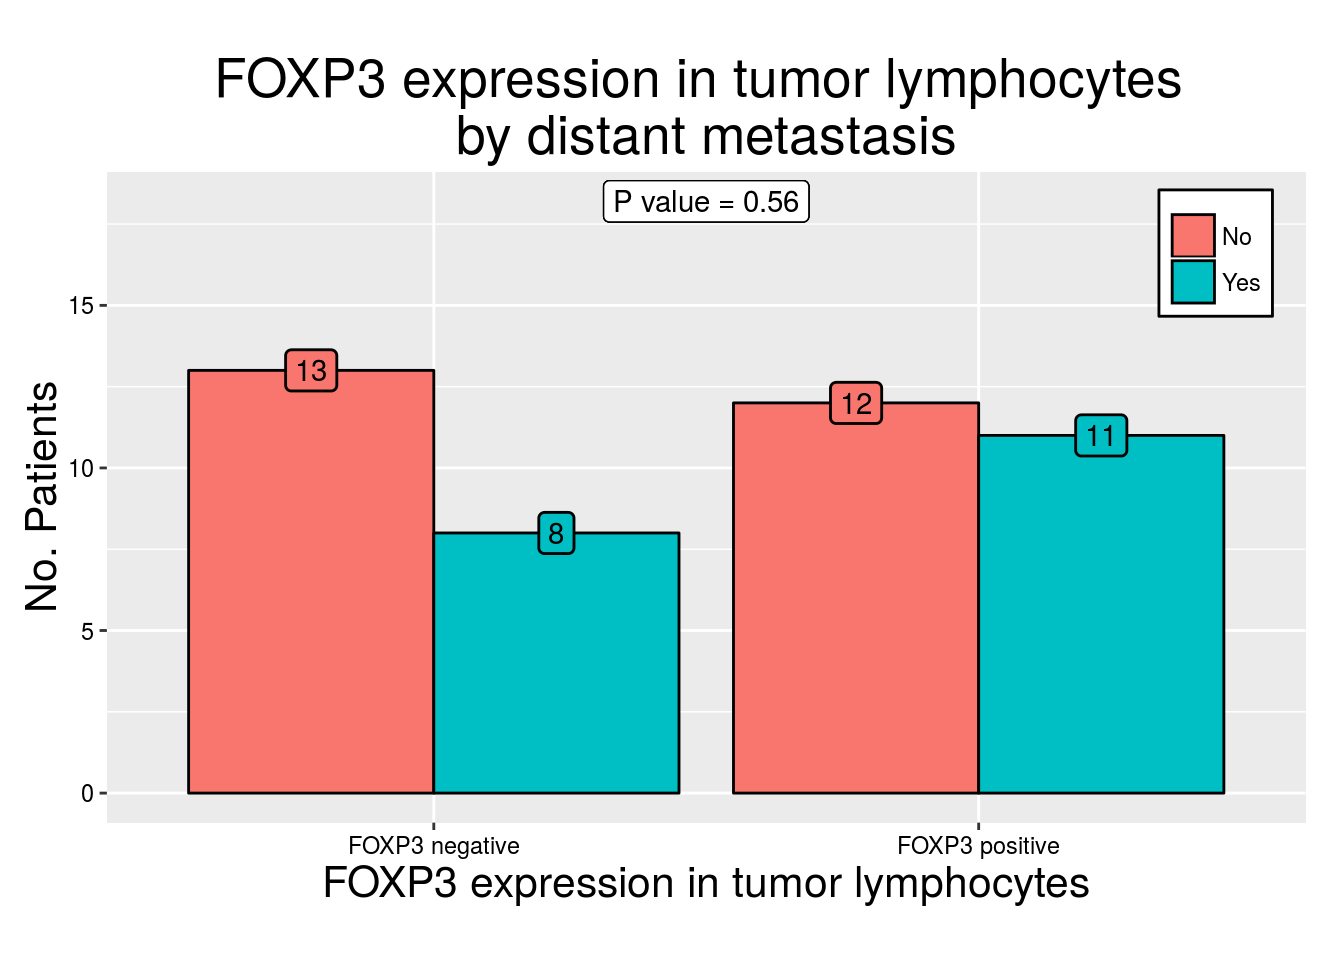 FOXP3 expression in tumor lymphocytes
by distant metastasis
P value = 0.56
No
Yes
No. Patients
15
10
5
0
13
8
12
11
FOXP3 negative
FOXP3 positive
FOXP3 expression in tumor lymphocytes